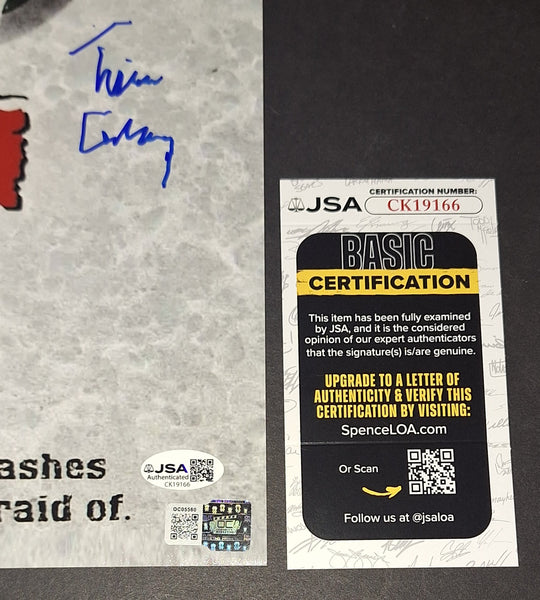 JSA
CERTIFICATION NUMBER:
CK19166
BASIC
CERTIFICATION
This item has been fully examined
by JSA, and it is the considered
opinion of our expert authenticators
that the signature(s) is/are genuine.
UPGRADE TO A LETTER OF
AUTHENTICITY & VERIFY THIS
CERTIFICATION BY VISITING:
SpenceLOA.com
Or Scan
Follow us at @jsaloa
ashes
raid of.
JSA
Authenticated
CK19166
OC05560